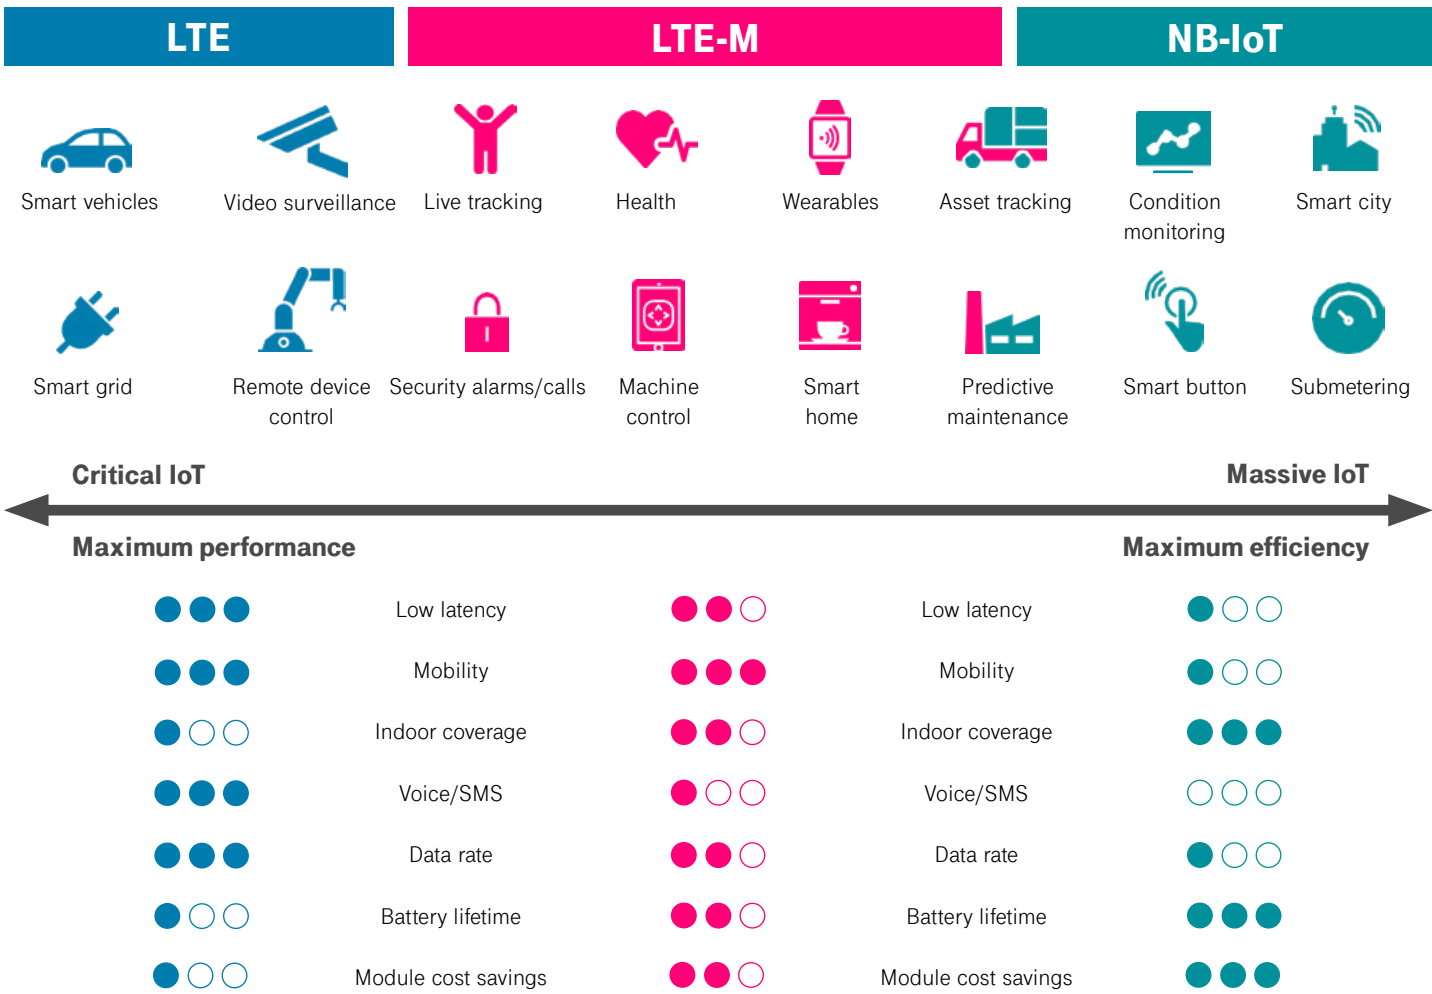 LTE
LTE-M
NB-IoT
Smart vehicles
Video surveillance
Live tracking
Health
Wearables
Asset tracking
Condition
monitoring
Smart city
Smart grid
Remote device
control
Security alarms/calls
Machine
control
Smart
home
Predictive
maintenance
Smart button
Submetering
Critical IoT
Massive IoT
Maximum performance
Maximum efficiency
Low latency
Low latency
Mobility
Mobility
Indoor coverage
Indoor coverage
Voice/SMS
Voice/SMS
Data rate
Data rate
Battery lifetime
Battery lifetime
Module cost savings
Module cost savings